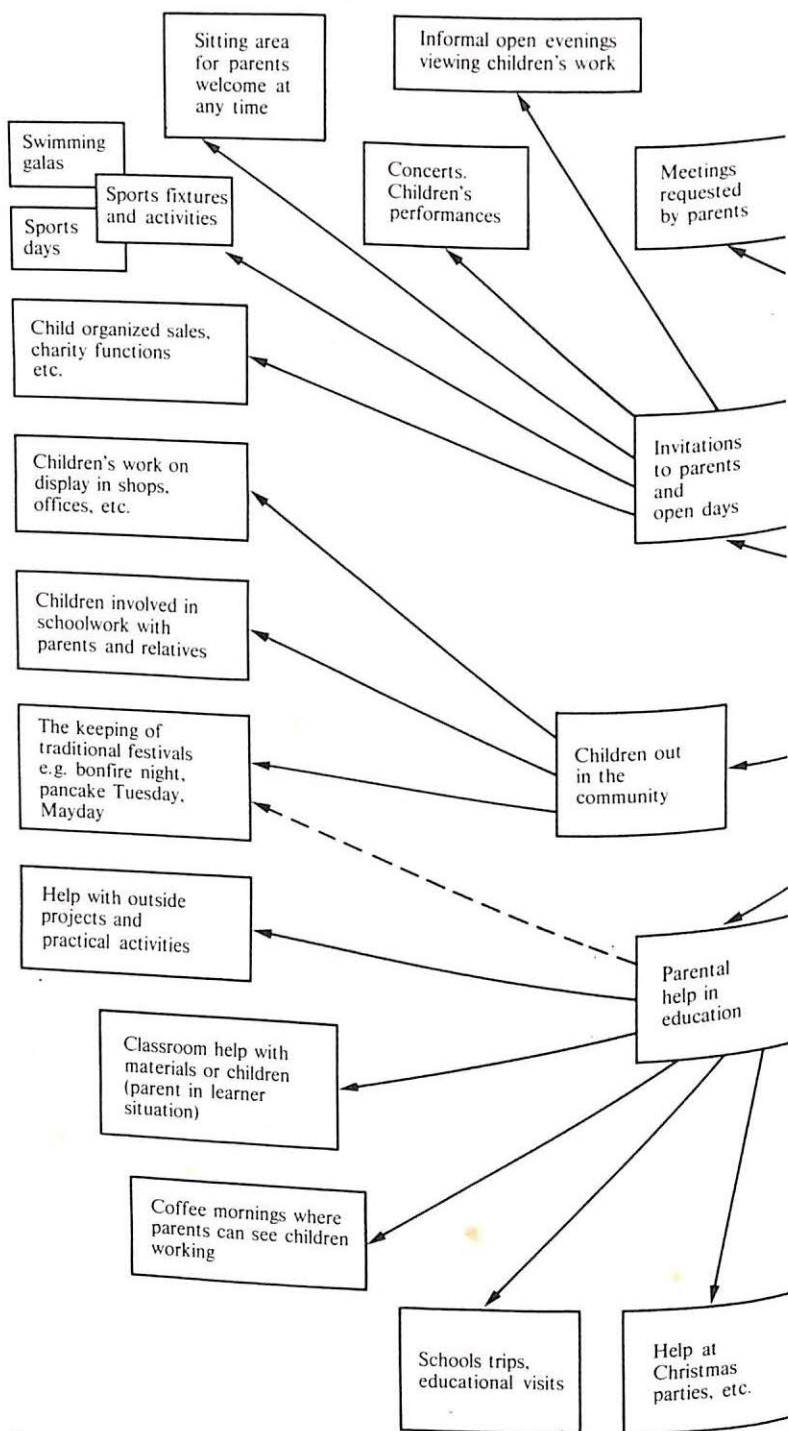 Sitting area
for parents
welcome at
any time
Informal open evenings
viewing children's work
Swimming
galas
Sports fixtures
and activities
Sports
days
Concerts.
Children's
performances
Meetings
requested
by parents
Child organized sales,
charity functions
etc.
Invitations
to parents
and
open days
Children's work on
display in shops,
offices, etc.
Children involved in
schoolwork with
parents and relatives
The keeping of
traditional festivals
e.g. bonfire night,
pancake Tuesday,
Mayday
Children out
in the
community
Help with outside
projects and
practical activities
Parental
help in
education
Classroom help with
materials or children
(parent in learner
situation)
Coffee mornings where
parents can see children
working
Schools trips,
educational visits
Help at
Christmas
parties, etc.